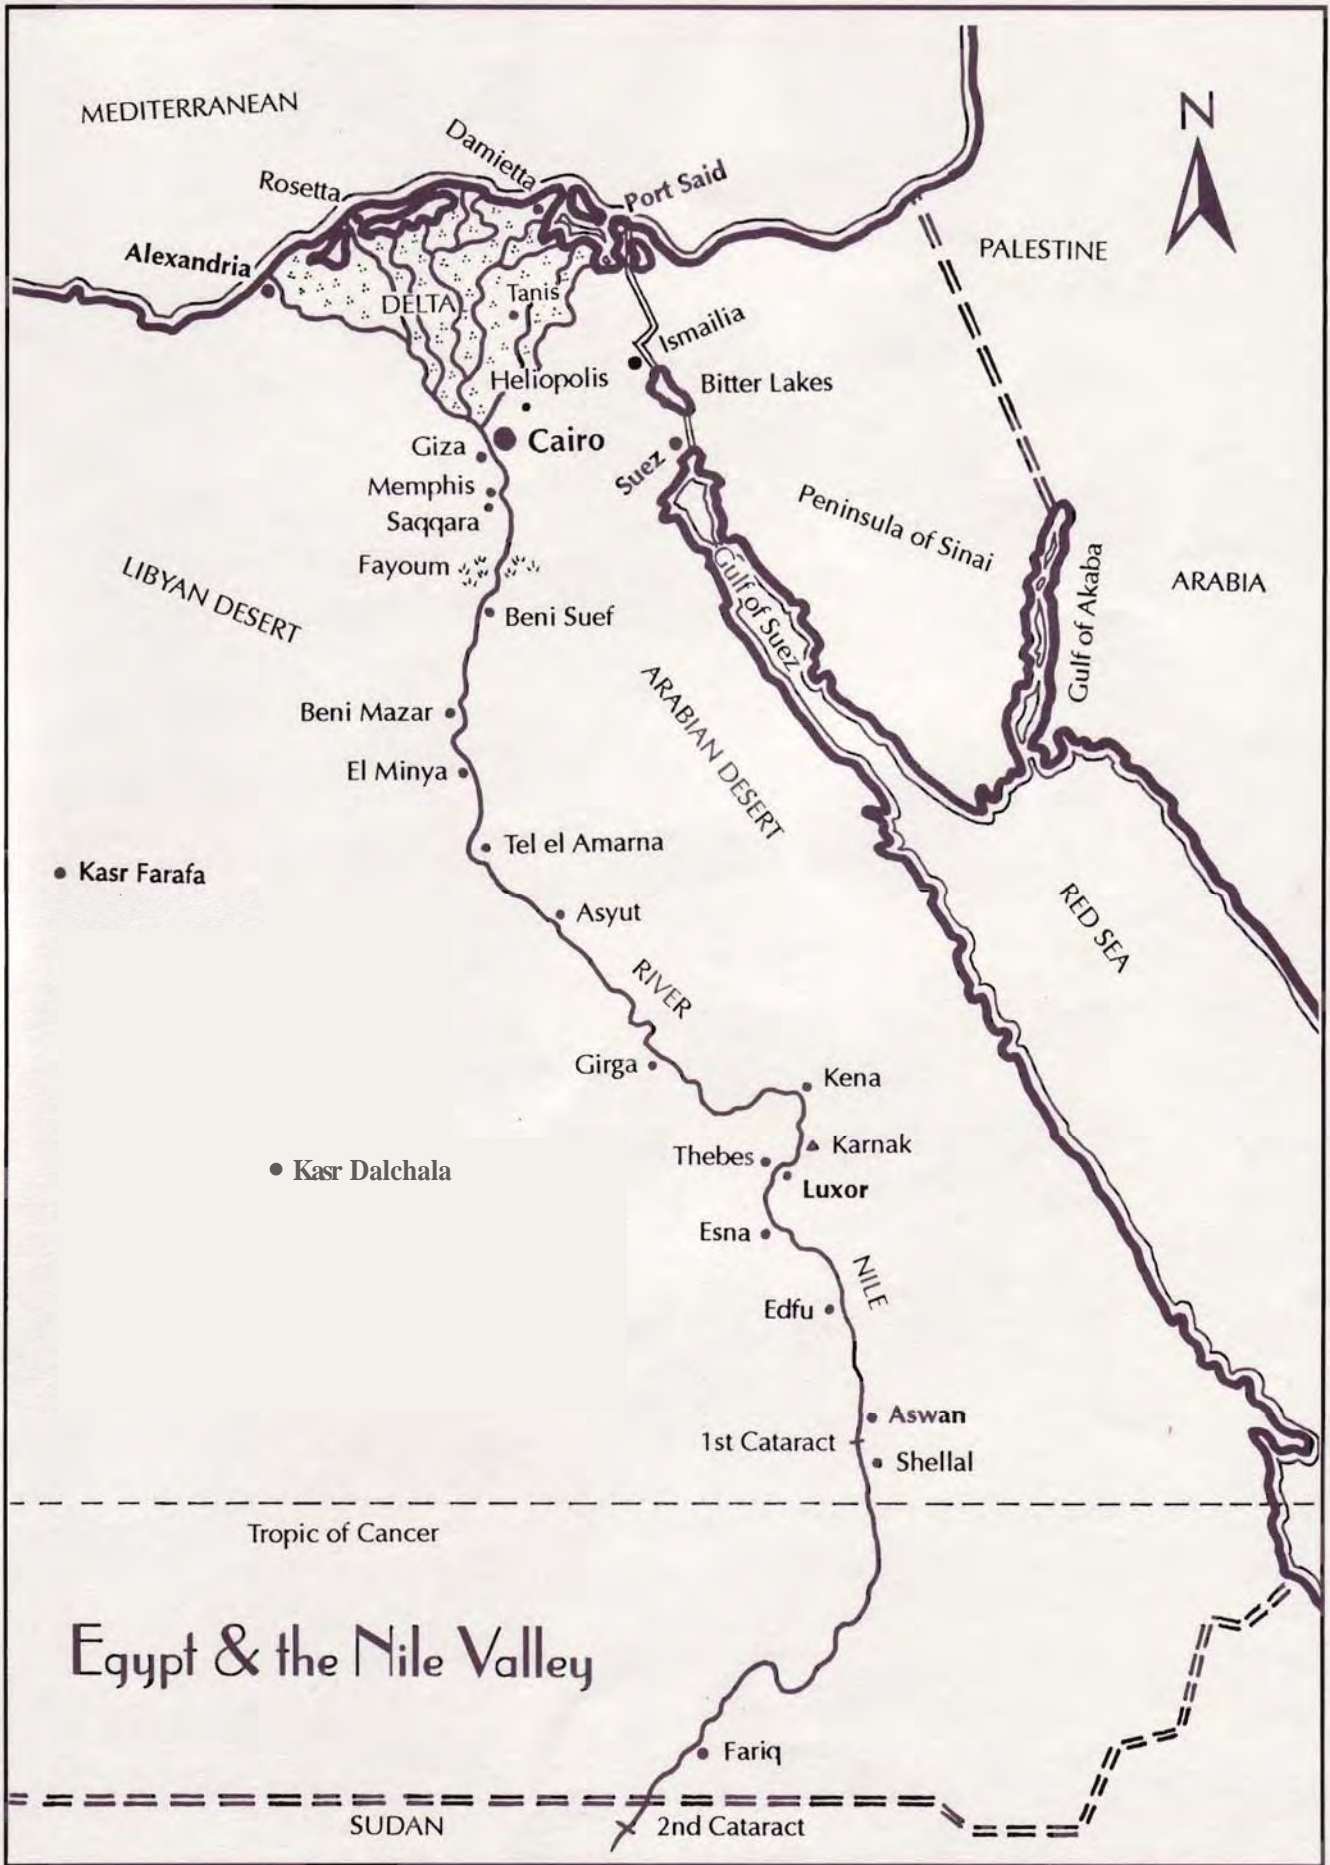 MEDITERRANEAN
N
Damietta
Rosetta
Port Said
Alexandria
PALESTINE
DELTA
Tanis
Ismailia
Heliopolis
Bitter Lakes
Cairo
Giza
Suez
Memphis
Peninsula of Sinai
Saqqara
Fayoum
LIBYAN DESERT
Gulf of Suez
Gulf of Akaba
ARABIA
Beni Suef
Beni Mazar
ARABIAN DESERT
El Minya
Tel el Amarna
Kasr Farafa
Asyut
RED SEA
RIVER
Girga
Kena
Karnak
Thebes
Kasr Dalchala
Luxor
Esna
NILE
Edfu
Aswan
1st Cataract
Shellal
Tropic of Cancer
Egypt & the Nile Valley
Fariq
SUDAN
2nd Cataract